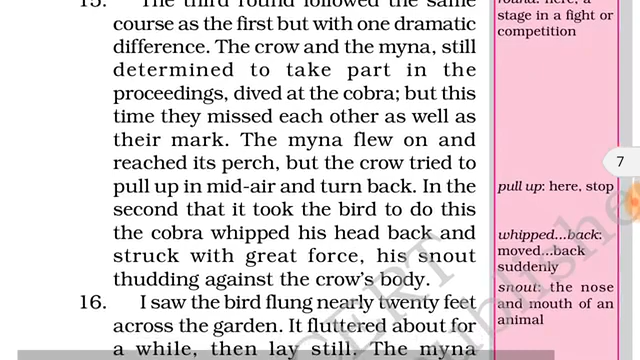 15. The third round followed the same
course as the first but with one dramatic
difference. The crow and the myna, still
determined to take part in the
proceedings, dived at the cobra; but this
time they missed each other as well as
their mark. The myna flew on and
reached its perch, but the crow tried to
pull up in mid-air and turn back. In the
second that it took the bird to do this
the cobra whipped his head back and
struck with great force, his snout
thudding against the crow's body.
16. I saw the bird flung nearly twenty feet
across the garden. It fluttered about for
a while, then lay still. The myna
round: here, a
stage in a fight or
competition
pull up: here, stop
whipped...back:
moved...back
suddenly
snout: the nose
and mouth of an
animal
7